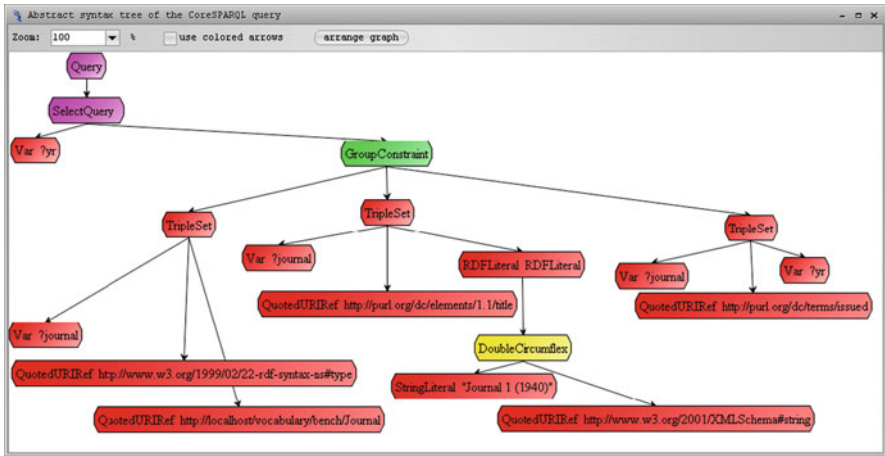 Abstract syntax tree of the CoreSPARQL query
Zoom: 100 % use colored arrows arrange graph
Query
SelectQuery
Var ?yr
GroupConstraint
TripleSet
TripleSet
TripleSet
Var ?journal
RDFLiteral RDFLiteral
Var ?journal
Var ?yr
QuotedURIRef http://purl.org/dc/elements/1.1/title
QuotedURIRef http://purl.org/dc/terms/issued
Var ?journal
DoubleCircumflex
QuotedURIRef http://www.w3.org/1999/02/22-rdf-syntax-ns#type
StringLiteral "Journal 1 (1940)"
QuotedURIRef http://localhost/vocabulary/bench/Journal
QuotedURIRef http://www.w3.org/2001/XMLSchema#string